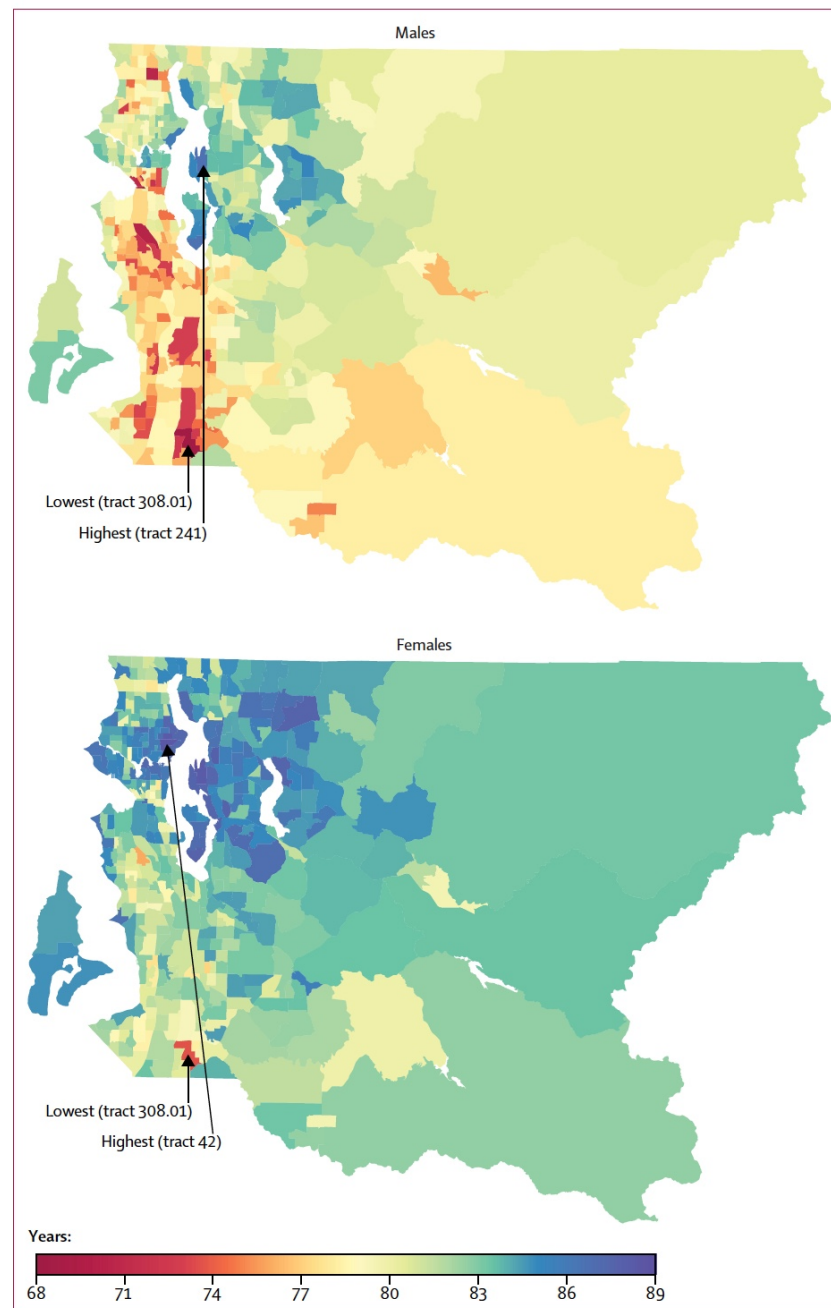 Males
Lowest (tract 308.01)
Highest (tract 241)
Females
Lowest (tract 308.01)
Highest (tract 42)
Years:
68 71 74 77 80 83 86 89